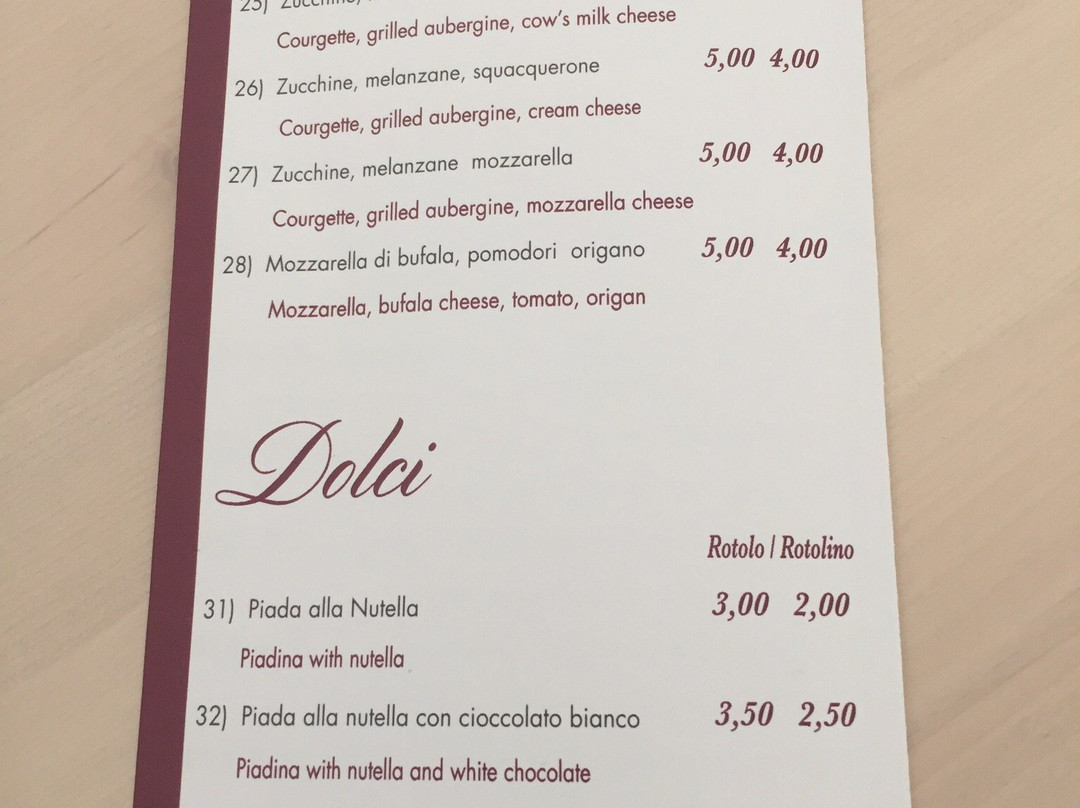 25)
Courgette, grilled aubergine, cow's milk cheese
26) Zucchine, melanzane, squacquerone 5,00 4,00
Courgette, grilled aubergine, cream cheese
27) Zucchine, melanzane mozzarella 5,00 4,00
Courgette, grilled aubergine, mozzarella cheese
28) Mozzarella di bufala, pomodori origano 5,00 4,00
Mozzarella, bufala cheese, tomato, origan
Dolci
Rotolo / Rotolino
31) Piada alla Nutella 3,00 2,00
Piadina with nutella
32) Piada alla nutella con cioccolato bianco 3,50 2,50
Piadina with nutella and white chocolate